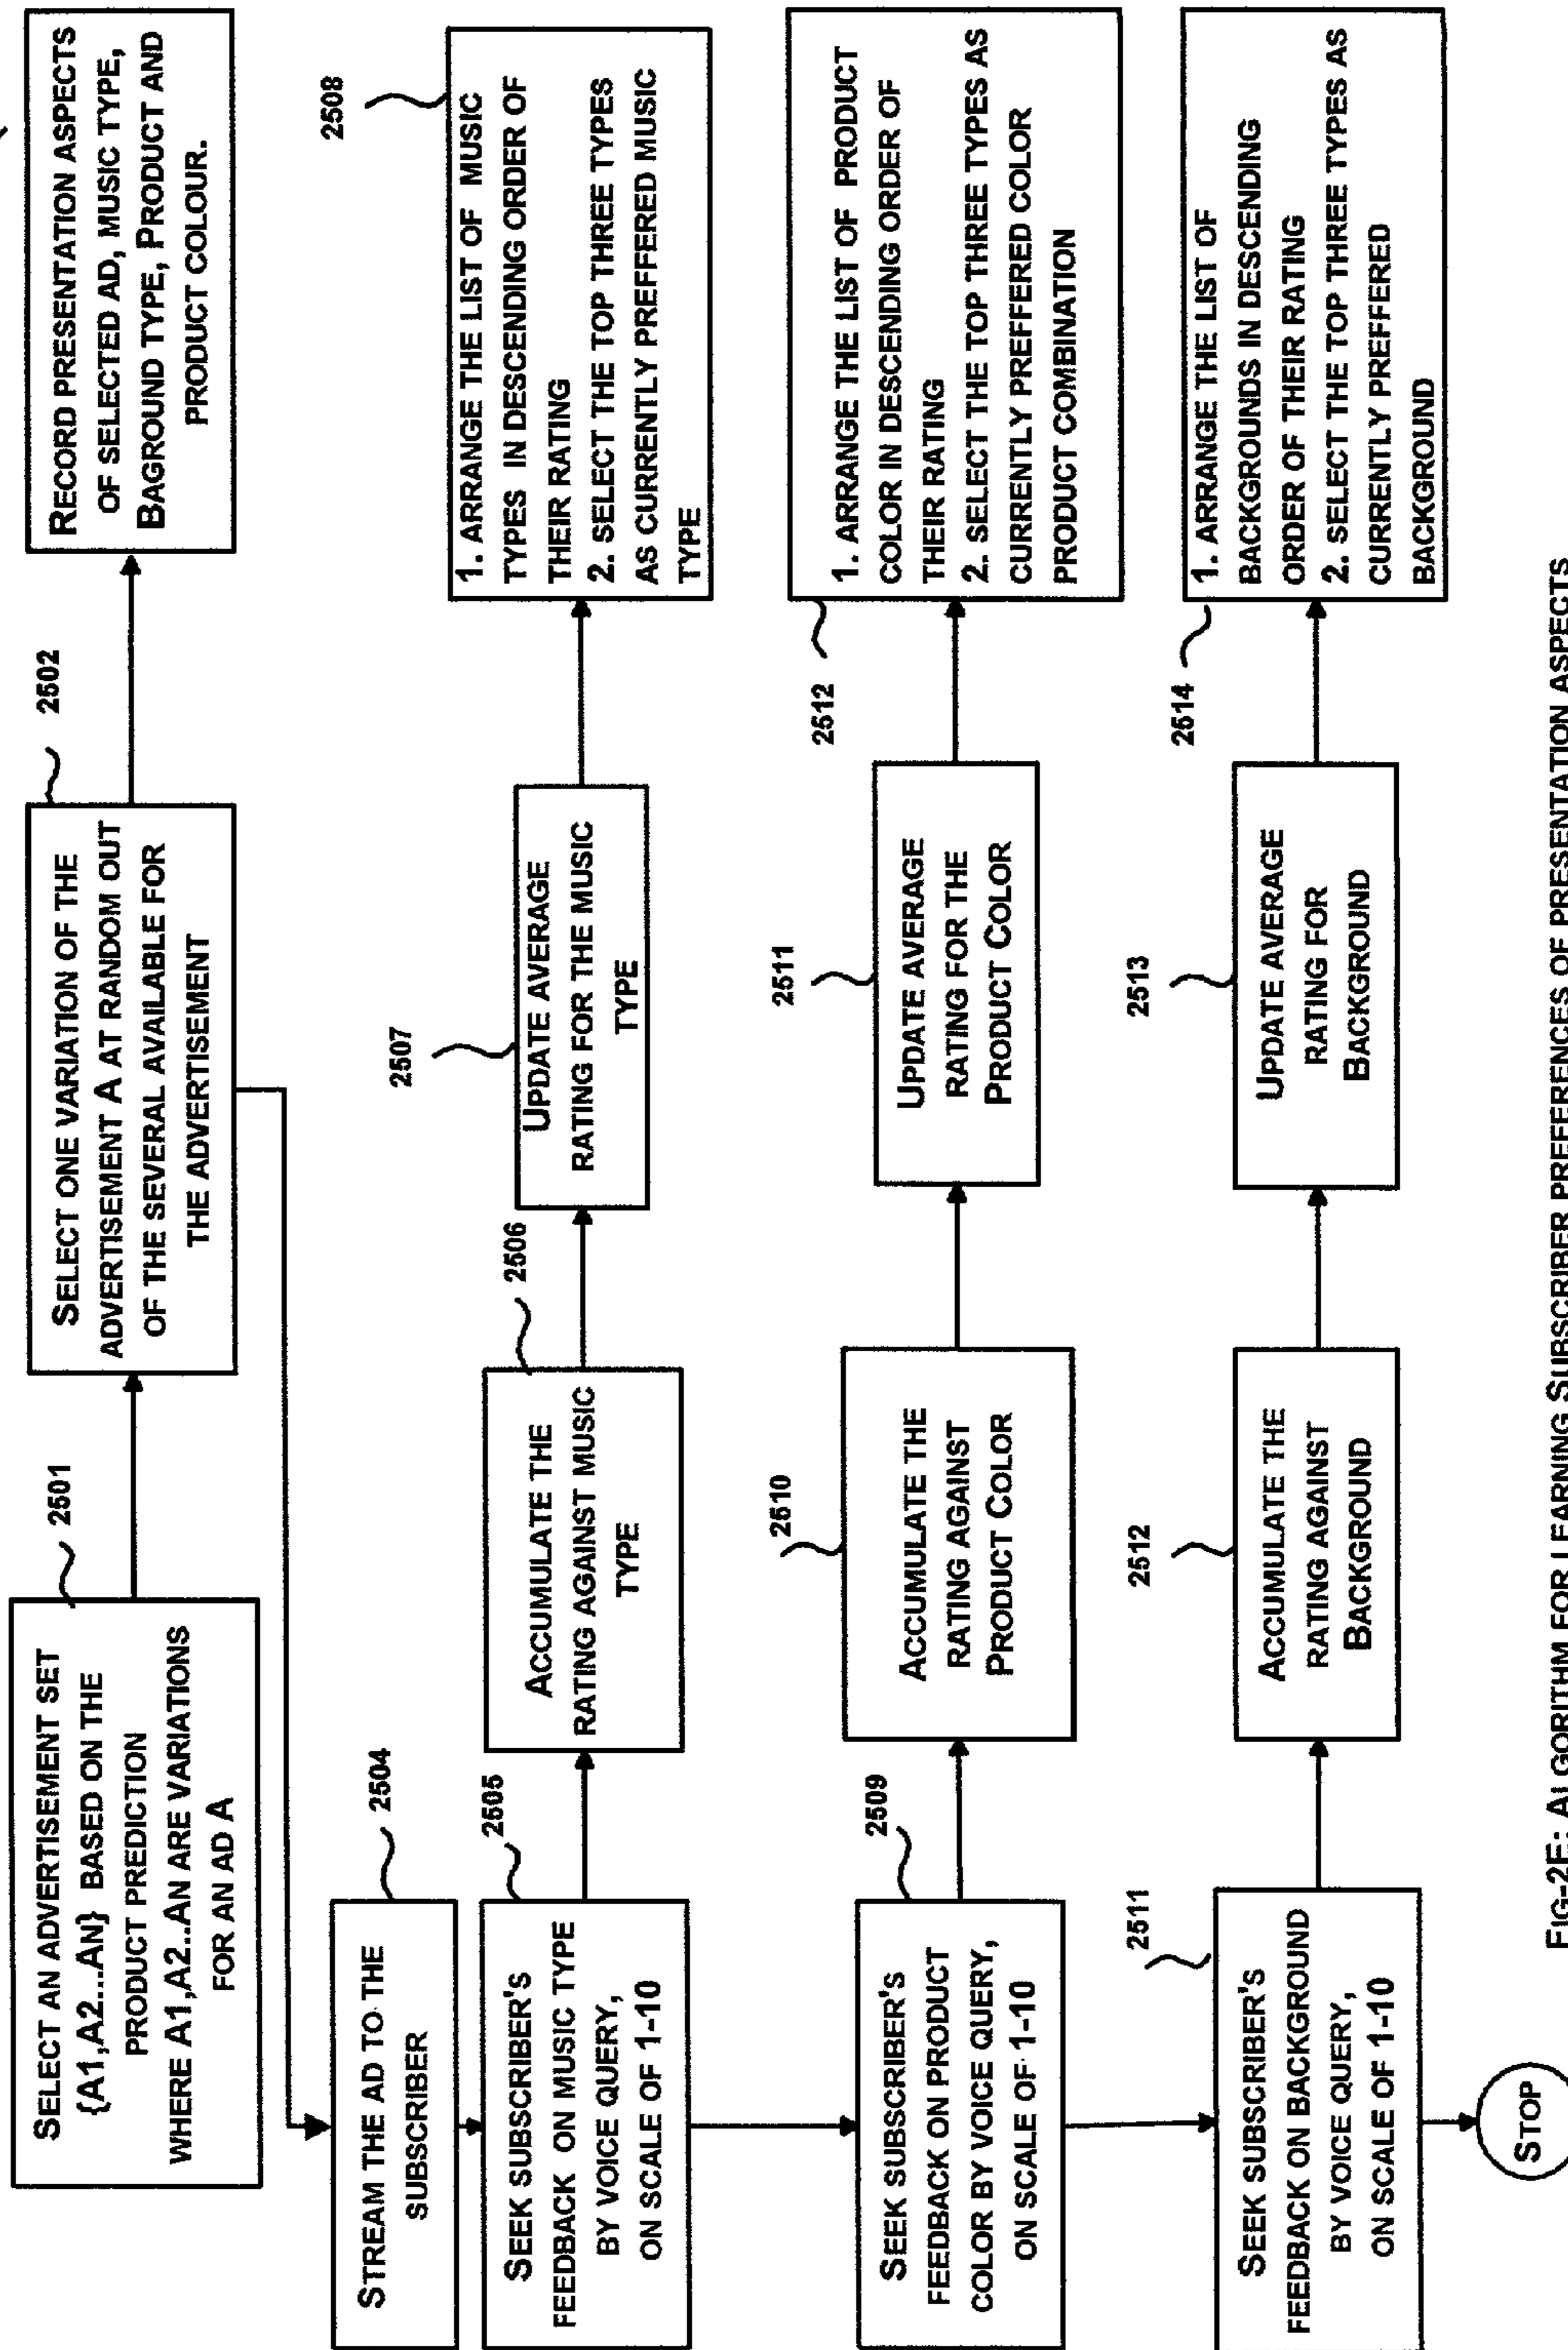 2501
SELECT AN ADVERTISEMENT SET
{A1,A2...AN} BASED ON THE
PRODUCT PREDICTION
WHERE A1,A2..AN ARE VARIATIONS
FOR AN AD A
2502
SELECT ONE VARIATION OF THE
ADVERTISEMENT A AT RANDOM OUT
OF THE SEVERAL AVAILABLE FOR
THE ADVERTISEMENT
RECORD PRESENTATION ASPECTS
OF SELECTED AD, MUSIC TYPE,
BAGROUND TYPE, PRODUCT AND
PRODUCT COLOUR.
2504
STREAM THE AD TO THE
SUBSCRIBER
2505
SEEK SUBSCRIBER'S
FEEDBACK ON MUSIC TYPE
BY VOICE QUERY,
ON SCALE OF 1-10
2506
ACCUMULATE THE
RATING AGAINST MUSIC
TYPE
2507
UPDATE AVERAGE
RATING FOR THE MUSIC
TYPE
2508
1. ARRANGE THE LIST OF MUSIC
TYPES IN DESCENDING ORDER OF
THEIR RATING
2. SELECT THE TOP THREE TYPES
AS CURRENTLY PREFFERED MUSIC
TYPE
2509
SEEK SUBSCRIBER'S
FEEDBACK ON PRODUCT
COLOR BY VOICE QUERY,
ON SCALE OF 1-10
2510
ACCUMULATE THE
RATING AGAINST
PRODUCT COLOR
2511
UPDATE AVERAGE
RATING FOR THE
PRODUCT COLOR
2512
1. ARRANGE THE LIST OF PRODUCT
COLOR IN DESCENDING ORDER OF
THEIR RATING
2. SELECT THE TOP THREE TYPES AS
CURRENTLY PREFFERED COLOR
PRODUCT COMBINATION
2511
SEEK SUBSCRIBER'S
FEEDBACK ON BACKGROUND
BY VOICE QUERY,
ON SCALE OF 1-10
2512
ACCUMULATE THE
RATING AGAINST
BACKGROUND
2513
UPDATE AVERAGE
RATING FOR
BACKGROUND
2514
1. ARRANGE THE LIST OF
BACKGROUNDS IN DESCENDING
ORDER OF THEIR RATING
2. SELECT THE TOP THREE TYPES AS
CURRENTLY PREFFERED
BACKGROUND
STOP
FIG-2E: ALGORITHM FOR LEARNING SUBSCRIBER PREFERENCES OF PRESENTATION ASPECTS